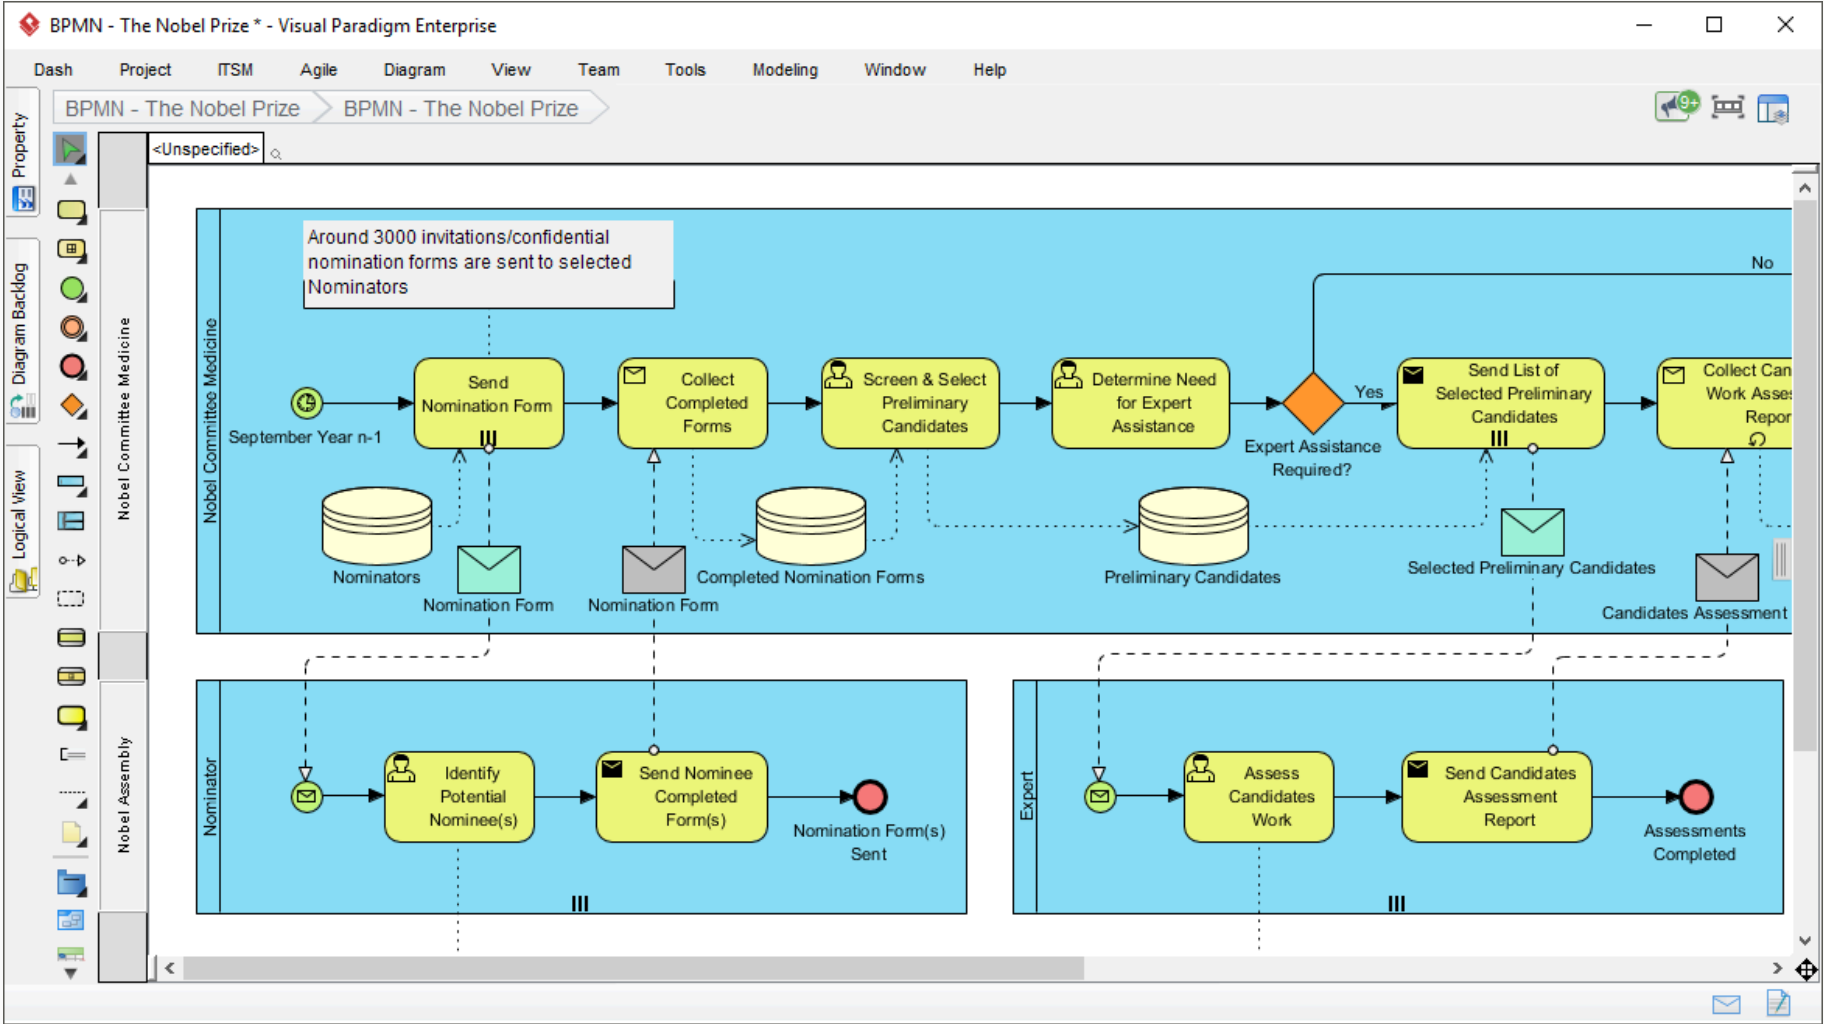 BPMN - The Nobel Prize * - Visual Paradigm Enterprise
Dash Project ITSM Agile Diagram View Team Tools Modeling Window Help
BPMN - The Nobel Prize BPMN - The Nobel Prize
9+
Property
Diagram Backlog
Logical View
<Unspecified>
Nobel Committee Medicine
Nobel Assembly
Nobel Committee Medicine
Around 3000 invitations/confidential
nomination forms are sent to selected
Nominators
September Year n-1
Send
Nomination Form
Collect
Completed
Forms
Screen & Select
Preliminary
Candidates
Determine Need
for Expert
Assistance
Expert Assistance
Required?
No
Yes
Send List of
Selected Preliminary
Candidates
Collect Can
Work Asses
Repor
Nominators
Nomination Form
Nomination Form
Completed Nomination Forms
Preliminary Candidates
Selected Preliminary Candidates
Candidates Assessment
Nominator
Identify
Potential
Nominee(s)
Send Nominee
Completed
Form(s)
Nomination Form(s)
Sent
Expert
Assess
Candidates
Work
Send Candidates
Assessment
Report
Assessments
Completed